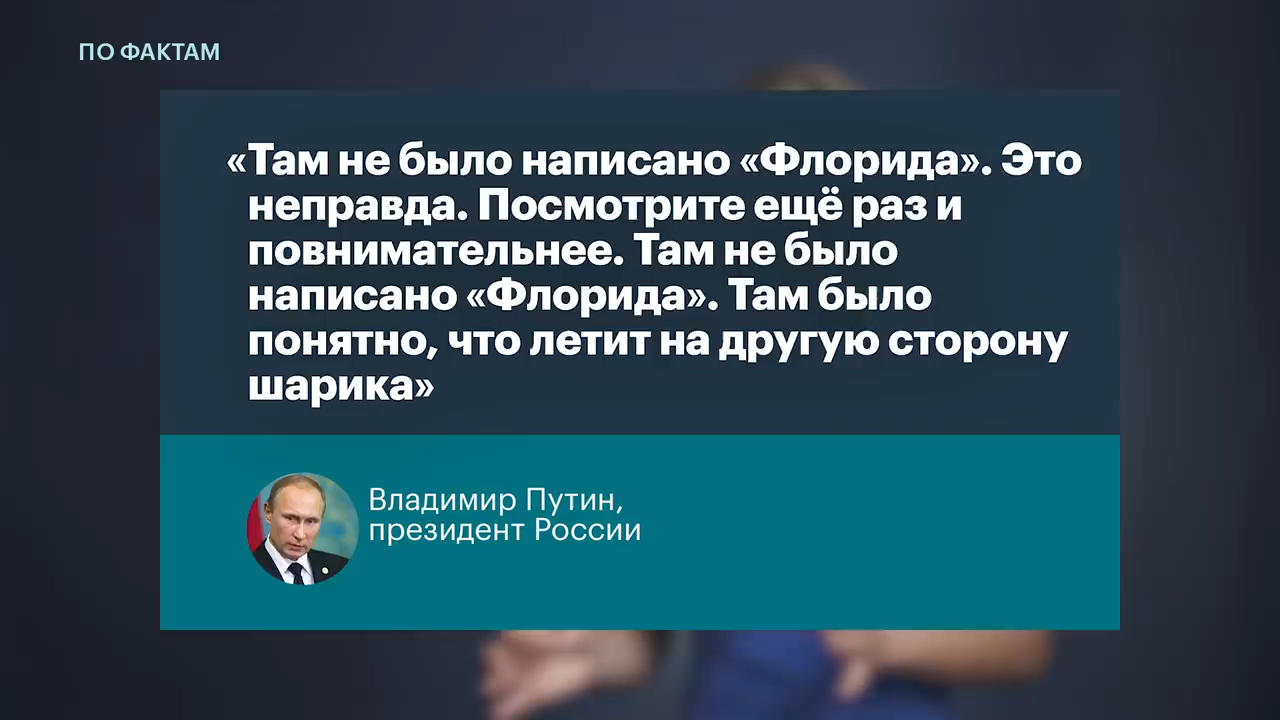 ПО ФАКТАМ
«Там не было написано «Флорида». Это
неправда. Посмотрите ещё раз и
повнимательнее. Там не было
написано «Флорида». Там было
понятно, что летит на другую сторону
шарика»
Владимир Путин,
президент России